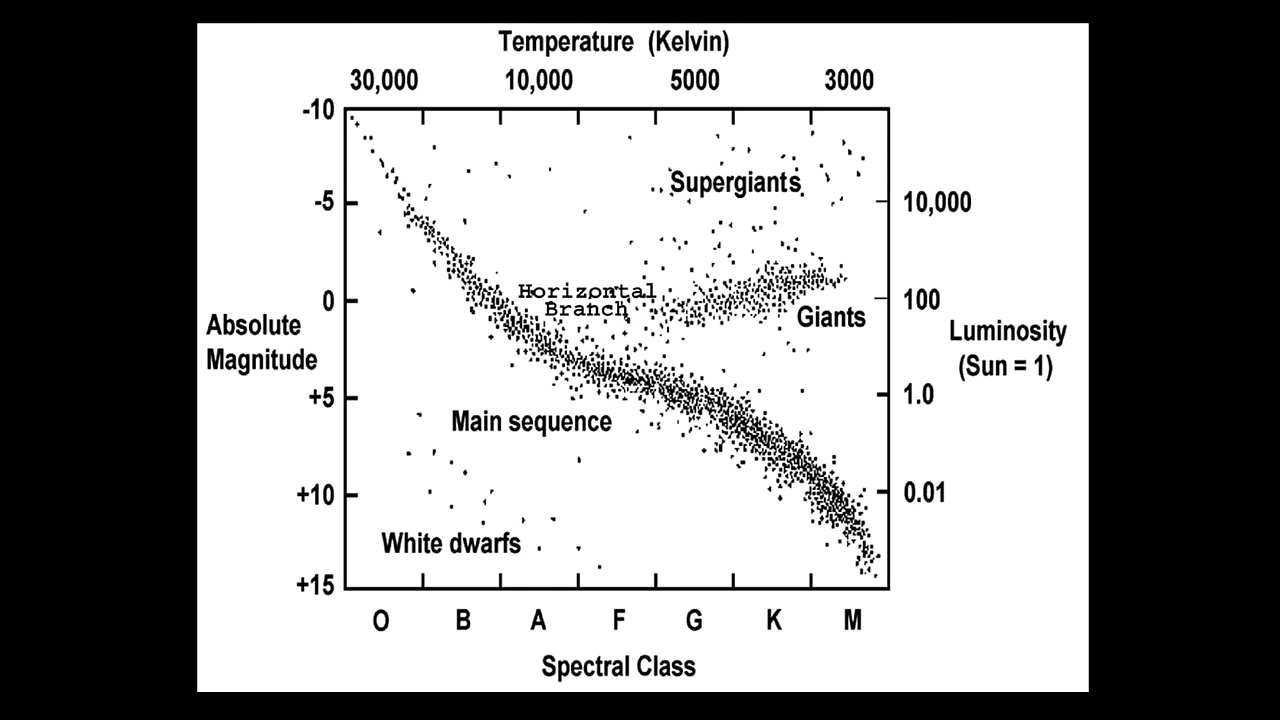 Temperature (Kelvin)
30,000 10,000 5000 3000
-10
Supergiants
-5 10,000
Horizontal
Branch
0 100
Giants
Absolute
Magnitude
Luminosity
(Sun = 1)
+5 1.0
Main sequence
+10 0.01
White dwarfs
+15
O B A F G K M
Spectral Class